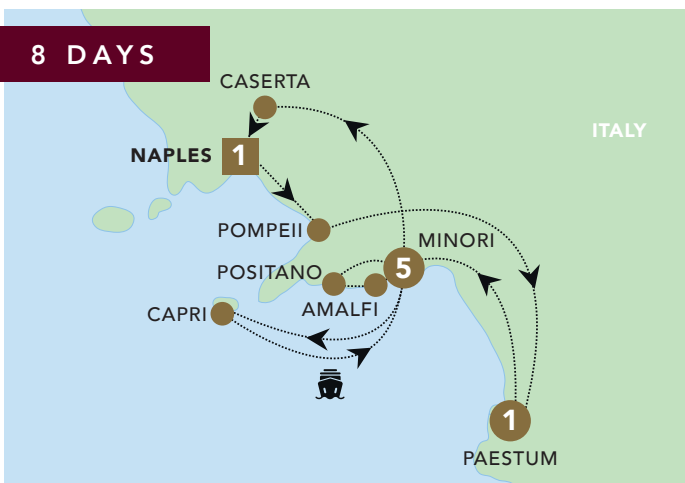 8 DAYS
CASERTA
ITALY
NAPLES 1
POMPEII
MINORI
5
POSITANO
AMALFI
CAPRI
1
PAESTUM